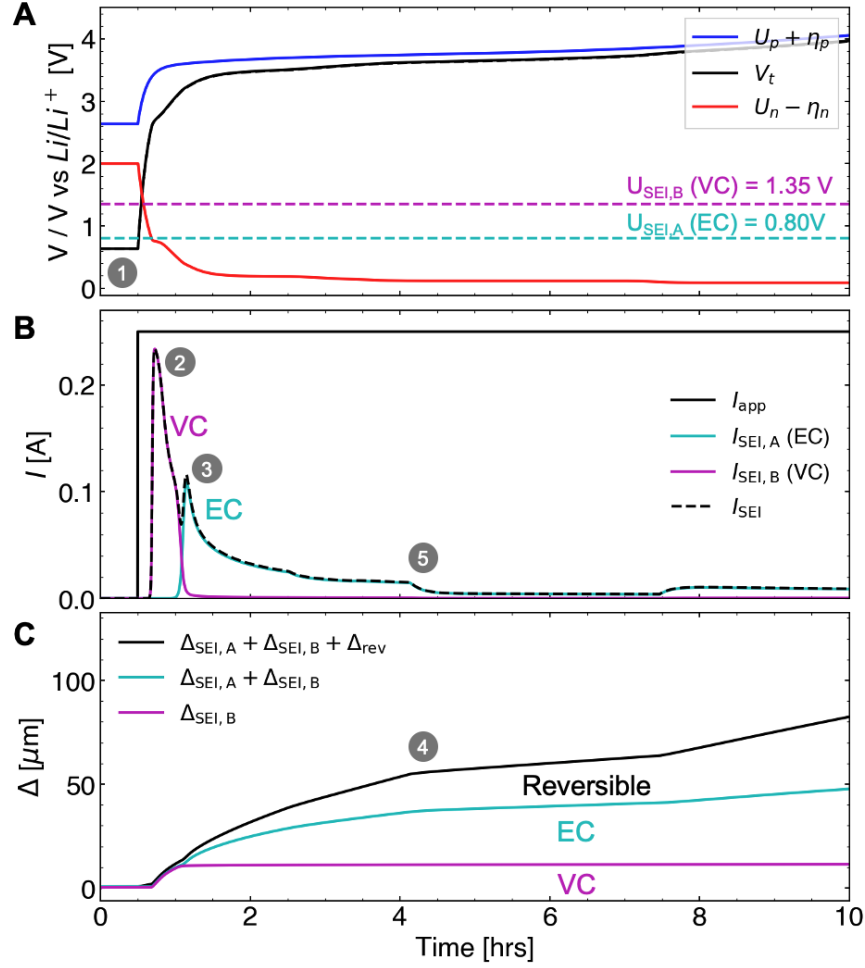 A
V / V vs Li/Li⁺ [V]
4
3
2
1
0
U_p + η_p
V_t
U_n − η_n
U_SEI,B (VC) = 1.35 V
U_SEI,A (EC) = 0.80V
1
B
I [A]
0.2
0.1
0.0
2
VC
3
EC
5
I_app
I_SEI, A (EC)
I_SEI, B (VC)
I_SEI
C
Δ [μm]
100
50
0
Δ_SEI, A + Δ_SEI, B + Δ_rev
Δ_SEI, A + Δ_SEI, B
Δ_SEI, B
4
Reversible
EC
VC
0 2 4 6 8 10
Time [hrs]